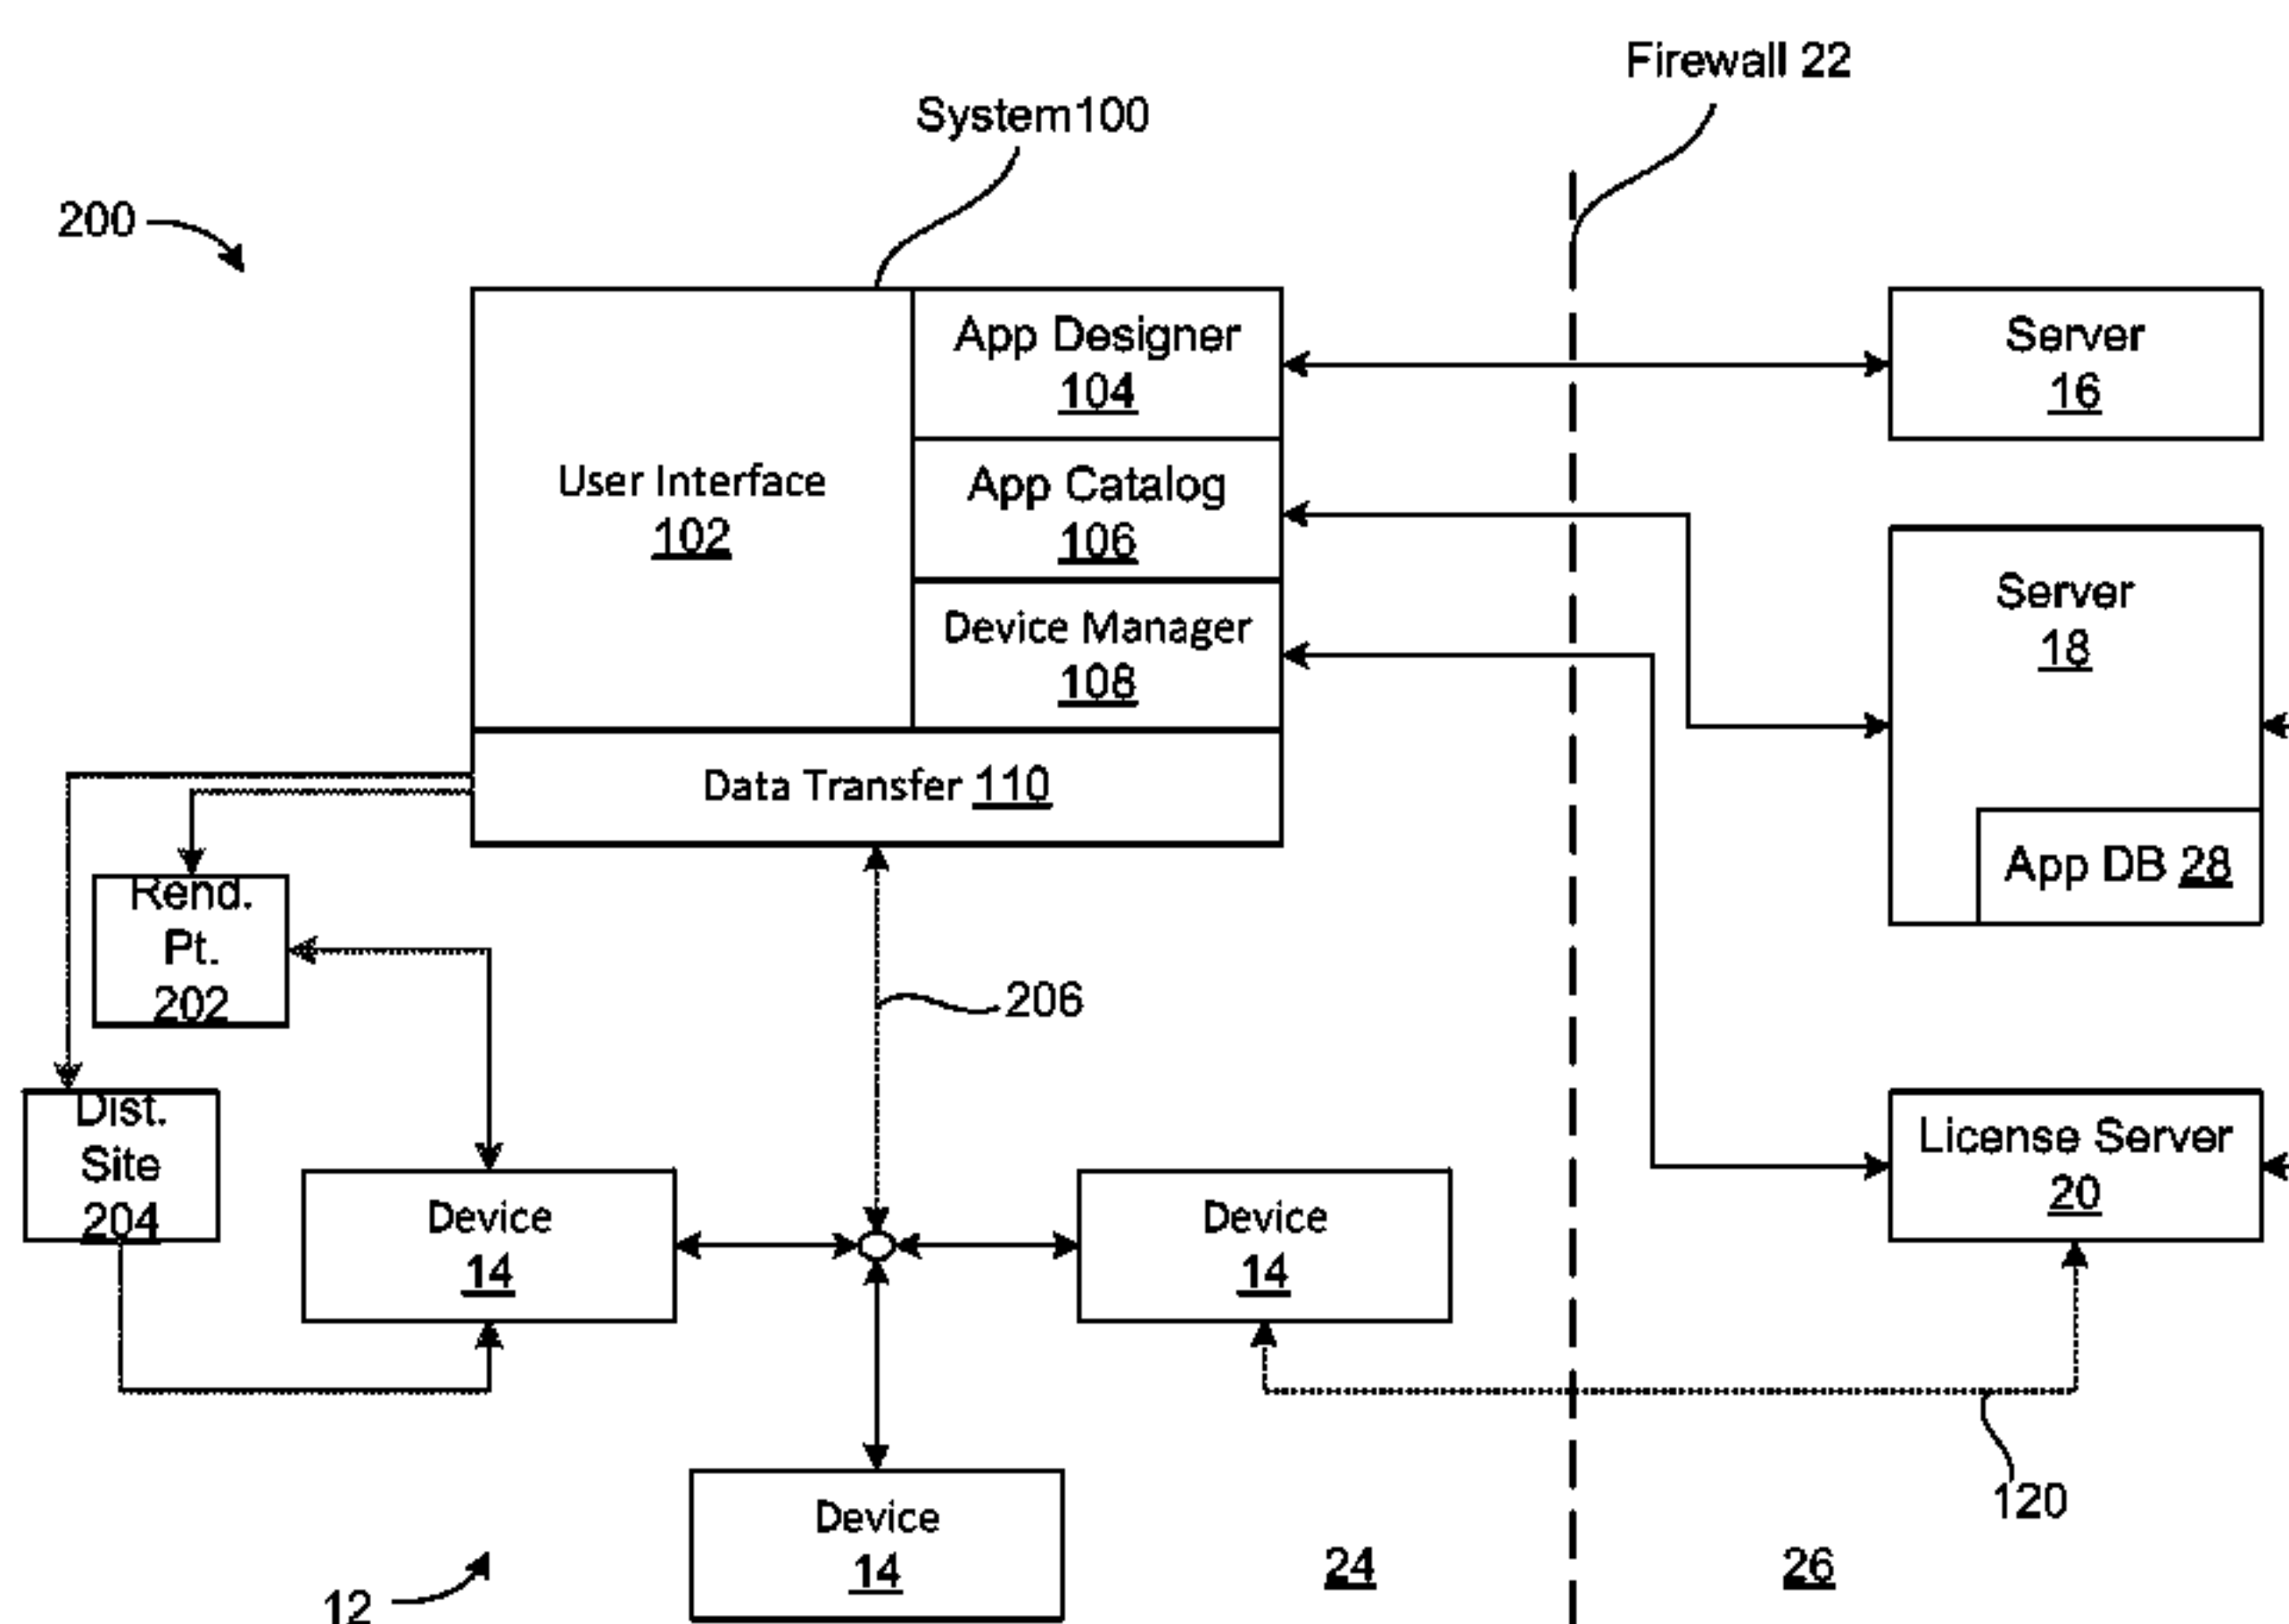 Firewall 22
System100
200
App Designer
104
Server
16
User Interface
102
App Catalog
106
Server
18
Device Manager
108
Data Transfer 110
App DB 28
Rend.
Pt.
202
206
Dist.
Site
204
License Server
20
Device
14
Device
14
120
Device
14
24
26
12